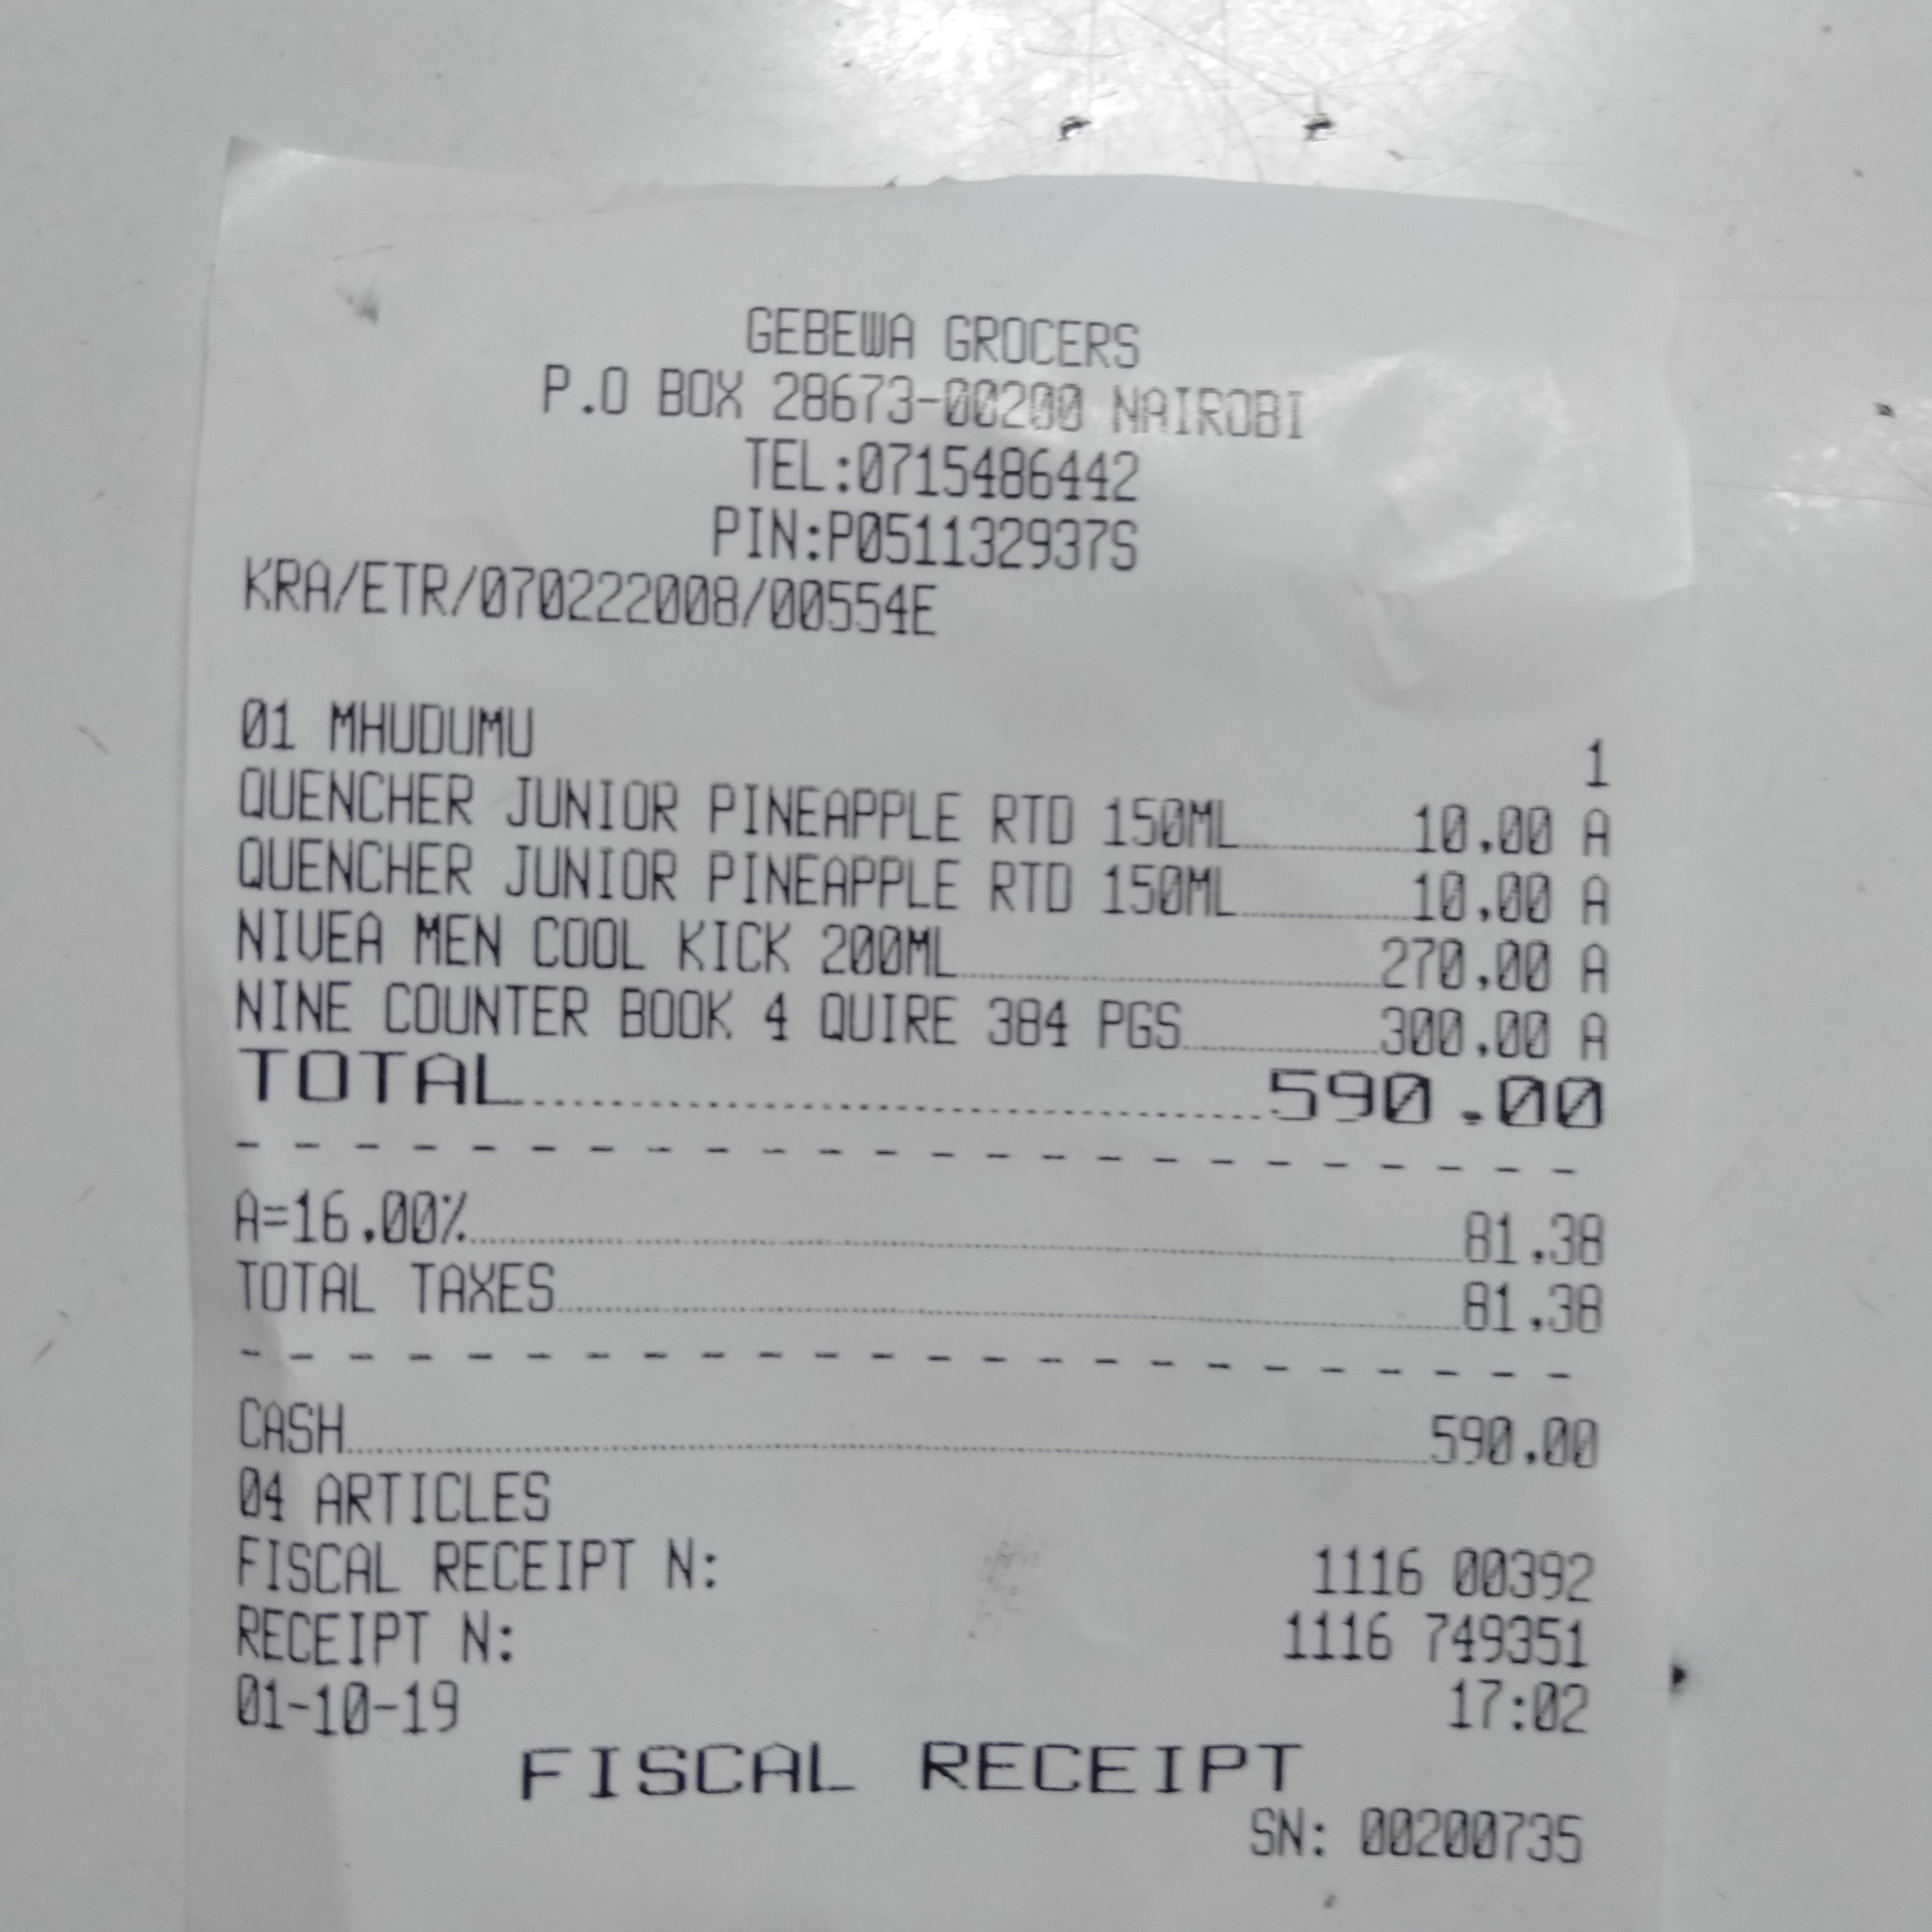 GEBEWA GROCERS
P.O BOX 28673-00200 NAIROBI
TEL:0715486442
PIN:P051132937S
KRA/ETR/070222008/00554E
01 MHUDUMU 1
QUENCHER JUNIOR PINEAPPLE RTD 150ML 10.00 A
QUENCHER JUNIOR PINEAPPLE RTD 150ML 10.00 A
NIVEA MEN COOL KICK 200ML 270.00 A
NINE COUNTER BOOK 4 QUIRE 384 PGS 300.00 A
TOTAL 590.00
A=16.00% 81.38
TOTAL TAXES 81.38
CASH 590.00
04 ARTICLES
FISCAL RECEIPT N: 1116 00392
RECEIPT N: 1116 749351
01-10-19 17:02
FISCAL RECEIPT
SN: 00200735